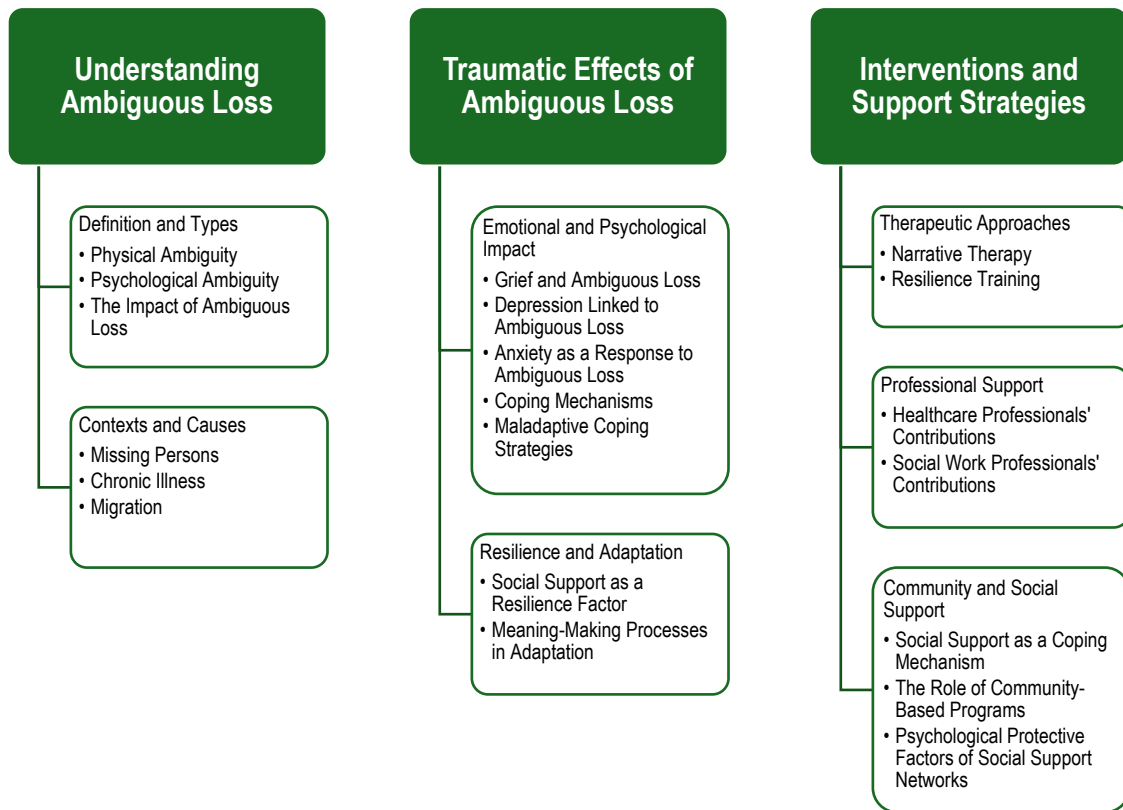 Understanding
Ambiguous Loss
Definition and Types
• Physical Ambiguity
• Psychological Ambiguity
• The Impact of Ambiguous
Loss
Contexts and Causes
• Missing Persons
• Chronic Illness
• Migration
Traumatic Effects of
Ambiguous Loss
Emotional and Psychological
Impact
• Grief and Ambiguous Loss
• Depression Linked to
Ambiguous Loss
• Anxiety as a Response to
Ambiguous Loss
• Coping Mechanisms
• Maladaptive Coping
Strategies
Resilience and Adaptation
• Social Support as a
Resilience Factor
• Meaning-Making Processes
in Adaptation
Interventions and
Support Strategies
Therapeutic Approaches
• Narrative Therapy
• Resilience Training
Professional Support
• Healthcare Professionals'
Contributions
• Social Work Professionals'
Contributions
Community and Social
Support
• Social Support as a Coping
Mechanism
• The Role of Community-
Based Programs
• Psychological Protective
Factors of Social Support
Networks